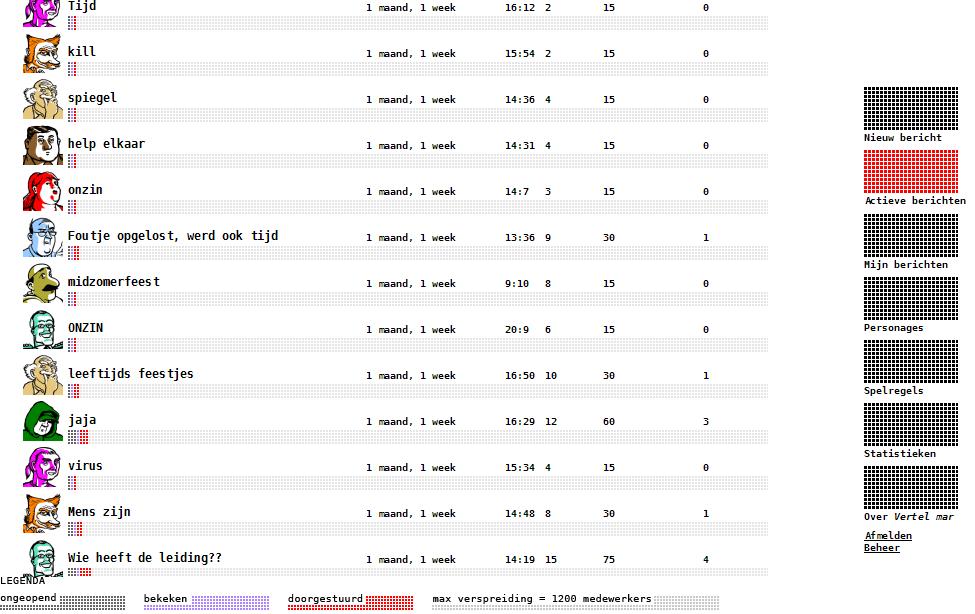 Tijd 1 maand, 1 week 16:12 2 15 0
kill 1 maand, 1 week 15:54 2 15 0
spiegel 1 maand, 1 week 14:36 4 15 0
help elkaar 1 maand, 1 week 14:31 4 15 0
onzin 1 maand, 1 week 14:7 3 15 0
Foutje opgelost, werd ook tijd 1 maand, 1 week 13:36 9 30 1
midzomerfeest 1 maand, 1 week 9:10 8 15 0
ONZIN 1 maand, 1 week 20:9 6 15 0
leeftijds feestjes 1 maand, 1 week 16:50 10 30 1
jaja 1 maand, 1 week 16:29 12 60 3
virus 1 maand, 1 week 15:34 4 15 0
Mens zijn 1 maand, 1 week 14:48 8 30 1
Wie heeft de leiding?? 1 maand, 1 week 14:19 15 75 4
Nieuw bericht
Actieve berichten
Mijn berichten
Personages
Spelregels
Statistieken
Over Vertel mar
Afmelden
Beheer
LEGENDA
ongeopend bekeken doorgestuurd max verspreiding = 1200 medewerkers